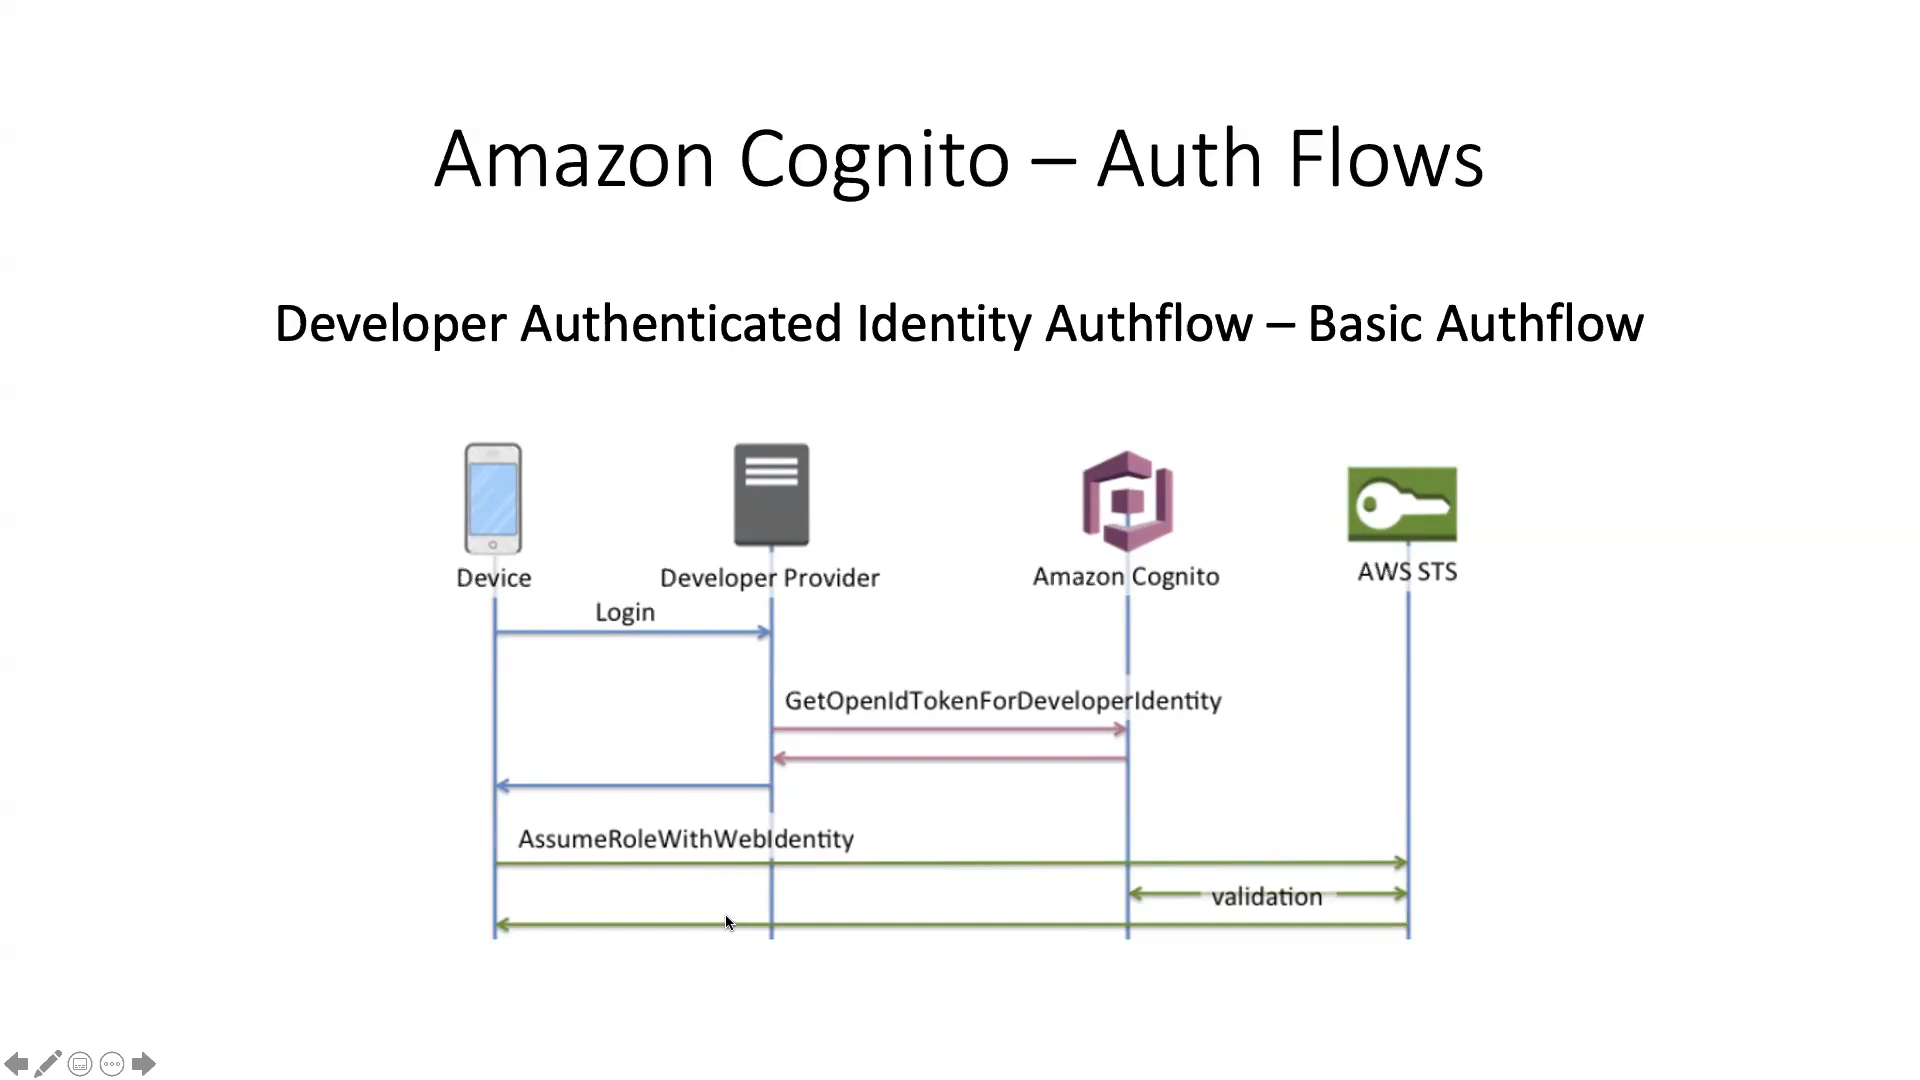 Amazon Cognito – Auth Flows
Developer Authenticated Identity Authflow – Basic Authflow
Device
Developer Provider
Amazon Cognito
AWS STS
Login
GetOpenIdTokenForDeveloperIdentity
AssumeRoleWithWebIdentity
validation